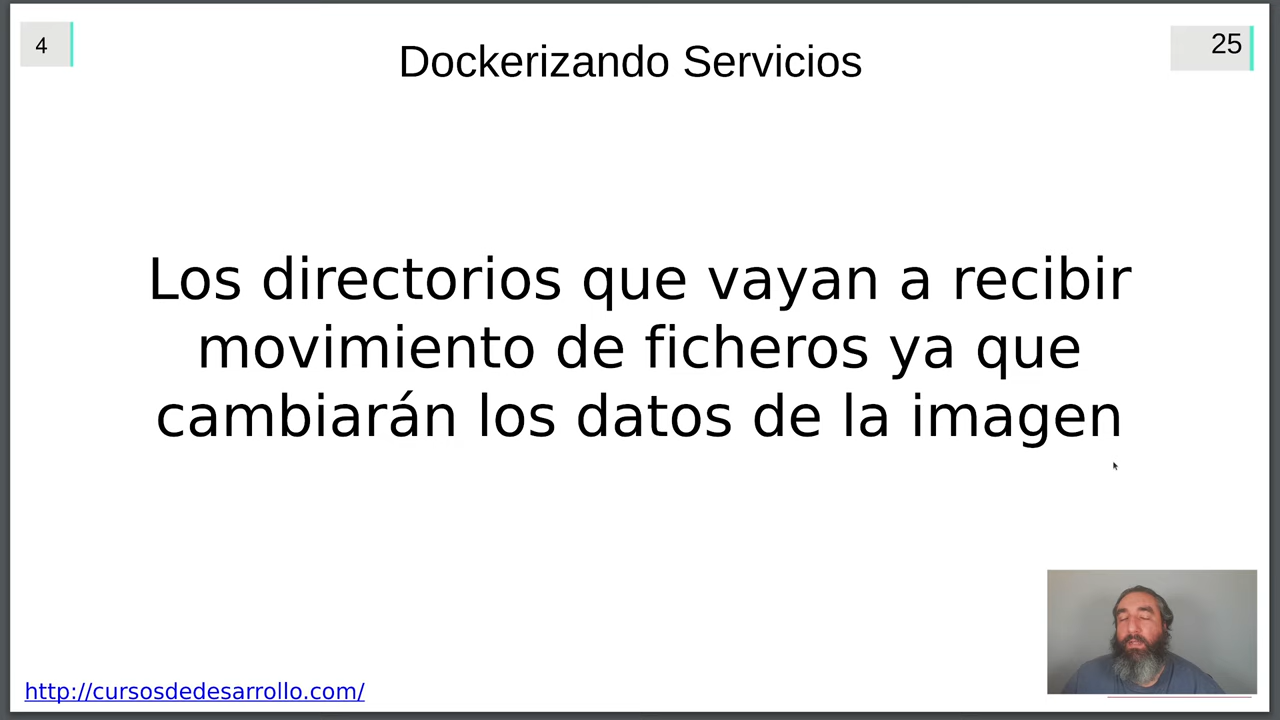 4
Dockerizando Servicios
25
Los directorios que vayan a recibir
movimiento de ficheros ya que
cambiarán los datos de la imagen
http://cursosdedesarrollo.com/